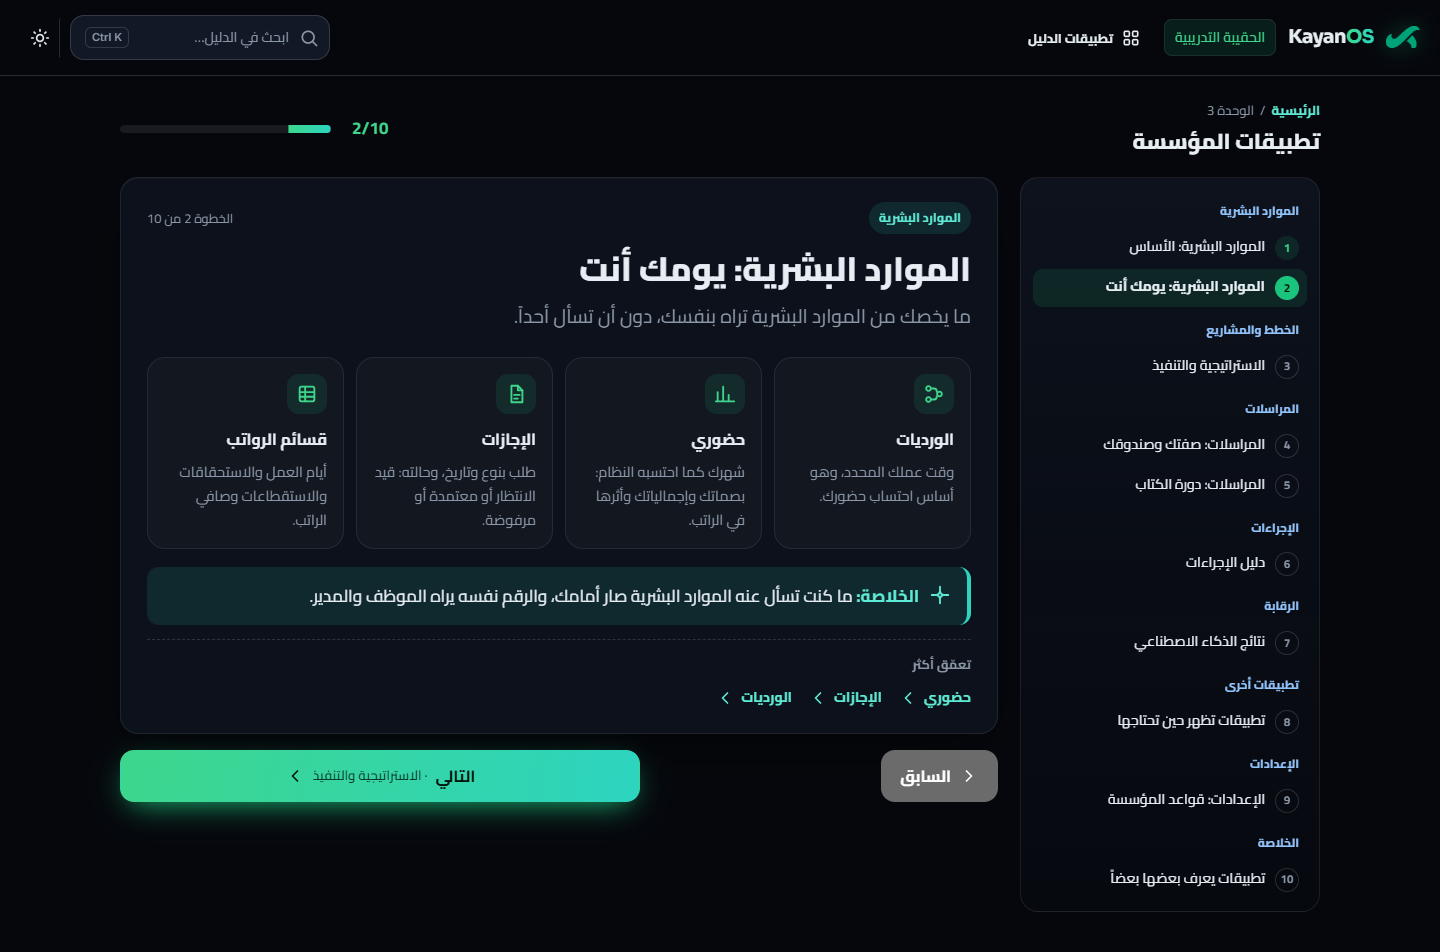 KayanOS
الحقيبة التدريبية
تطبيقات الدليل
ابحث في الدليل...
Ctrl K
الرئيسية / الوحدة 3
تطبيقات المؤسسة
2/10
الموارد البشرية
1 الموارد البشرية: الأساس
2 الموارد البشرية: يومك أنت
الخطط والمشاريع
3 الاستراتيجية والتنفيذ
المراسلات
4 المراسلات: صفتك وصندوقك
5 المراسلات: دورة الكتاب
الإجراءات
6 دليل الإجراءات
الرقابة
7 نتائج الذكاء الاصطناعي
تطبيقات أخرى
8 تطبيقات تظهر حين تحتاجها
الإعدادات
9 الإعدادات: قواعد المؤسسة
الخلاصة
10 تطبيقات يعرف بعضها بعضاً
الموارد البشرية
الخطوة 2 من 10
الموارد البشرية: يومك أنت
ما يخصك من الموارد البشرية تراه بنفسك، دون أن تسأل أحداً.
الورديات
وقت عملك المحدد، وهو
أساس احتساب حضورك.
حضوري
شهرك كما احتسبه النظام:
بصماتك وإجمالياتك وأثرها
في الراتب.
الإجازات
طلب بنوع وتاريخ، وحالته: قيد
الانتظار أو معتمدة أو
مرفوضة.
قسائم الرواتب
أيام العمل والاستحقاقات
والاستقطاعات وصافي
الراتب.
الخلاصة: ما كنت تسأل عنه الموارد البشرية صار أمامك، والرقم نفسه يراه الموظف والمدير.
تعمّق أكثر
حضوري
الإجازات
الورديات
السابق
التالي · الاستراتيجية والتنفيذ